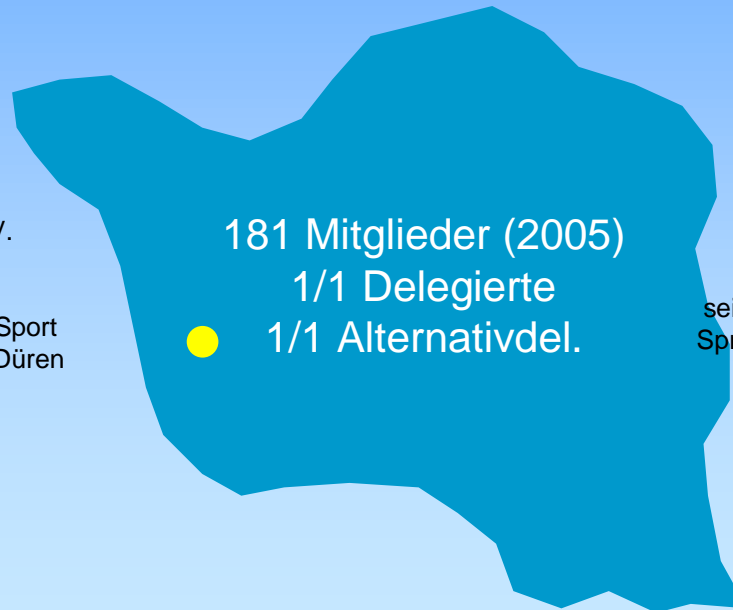 181 Mitglieder (2005)
1/1 Delegierte
1/1 Alternativdel.
Sport
Düren